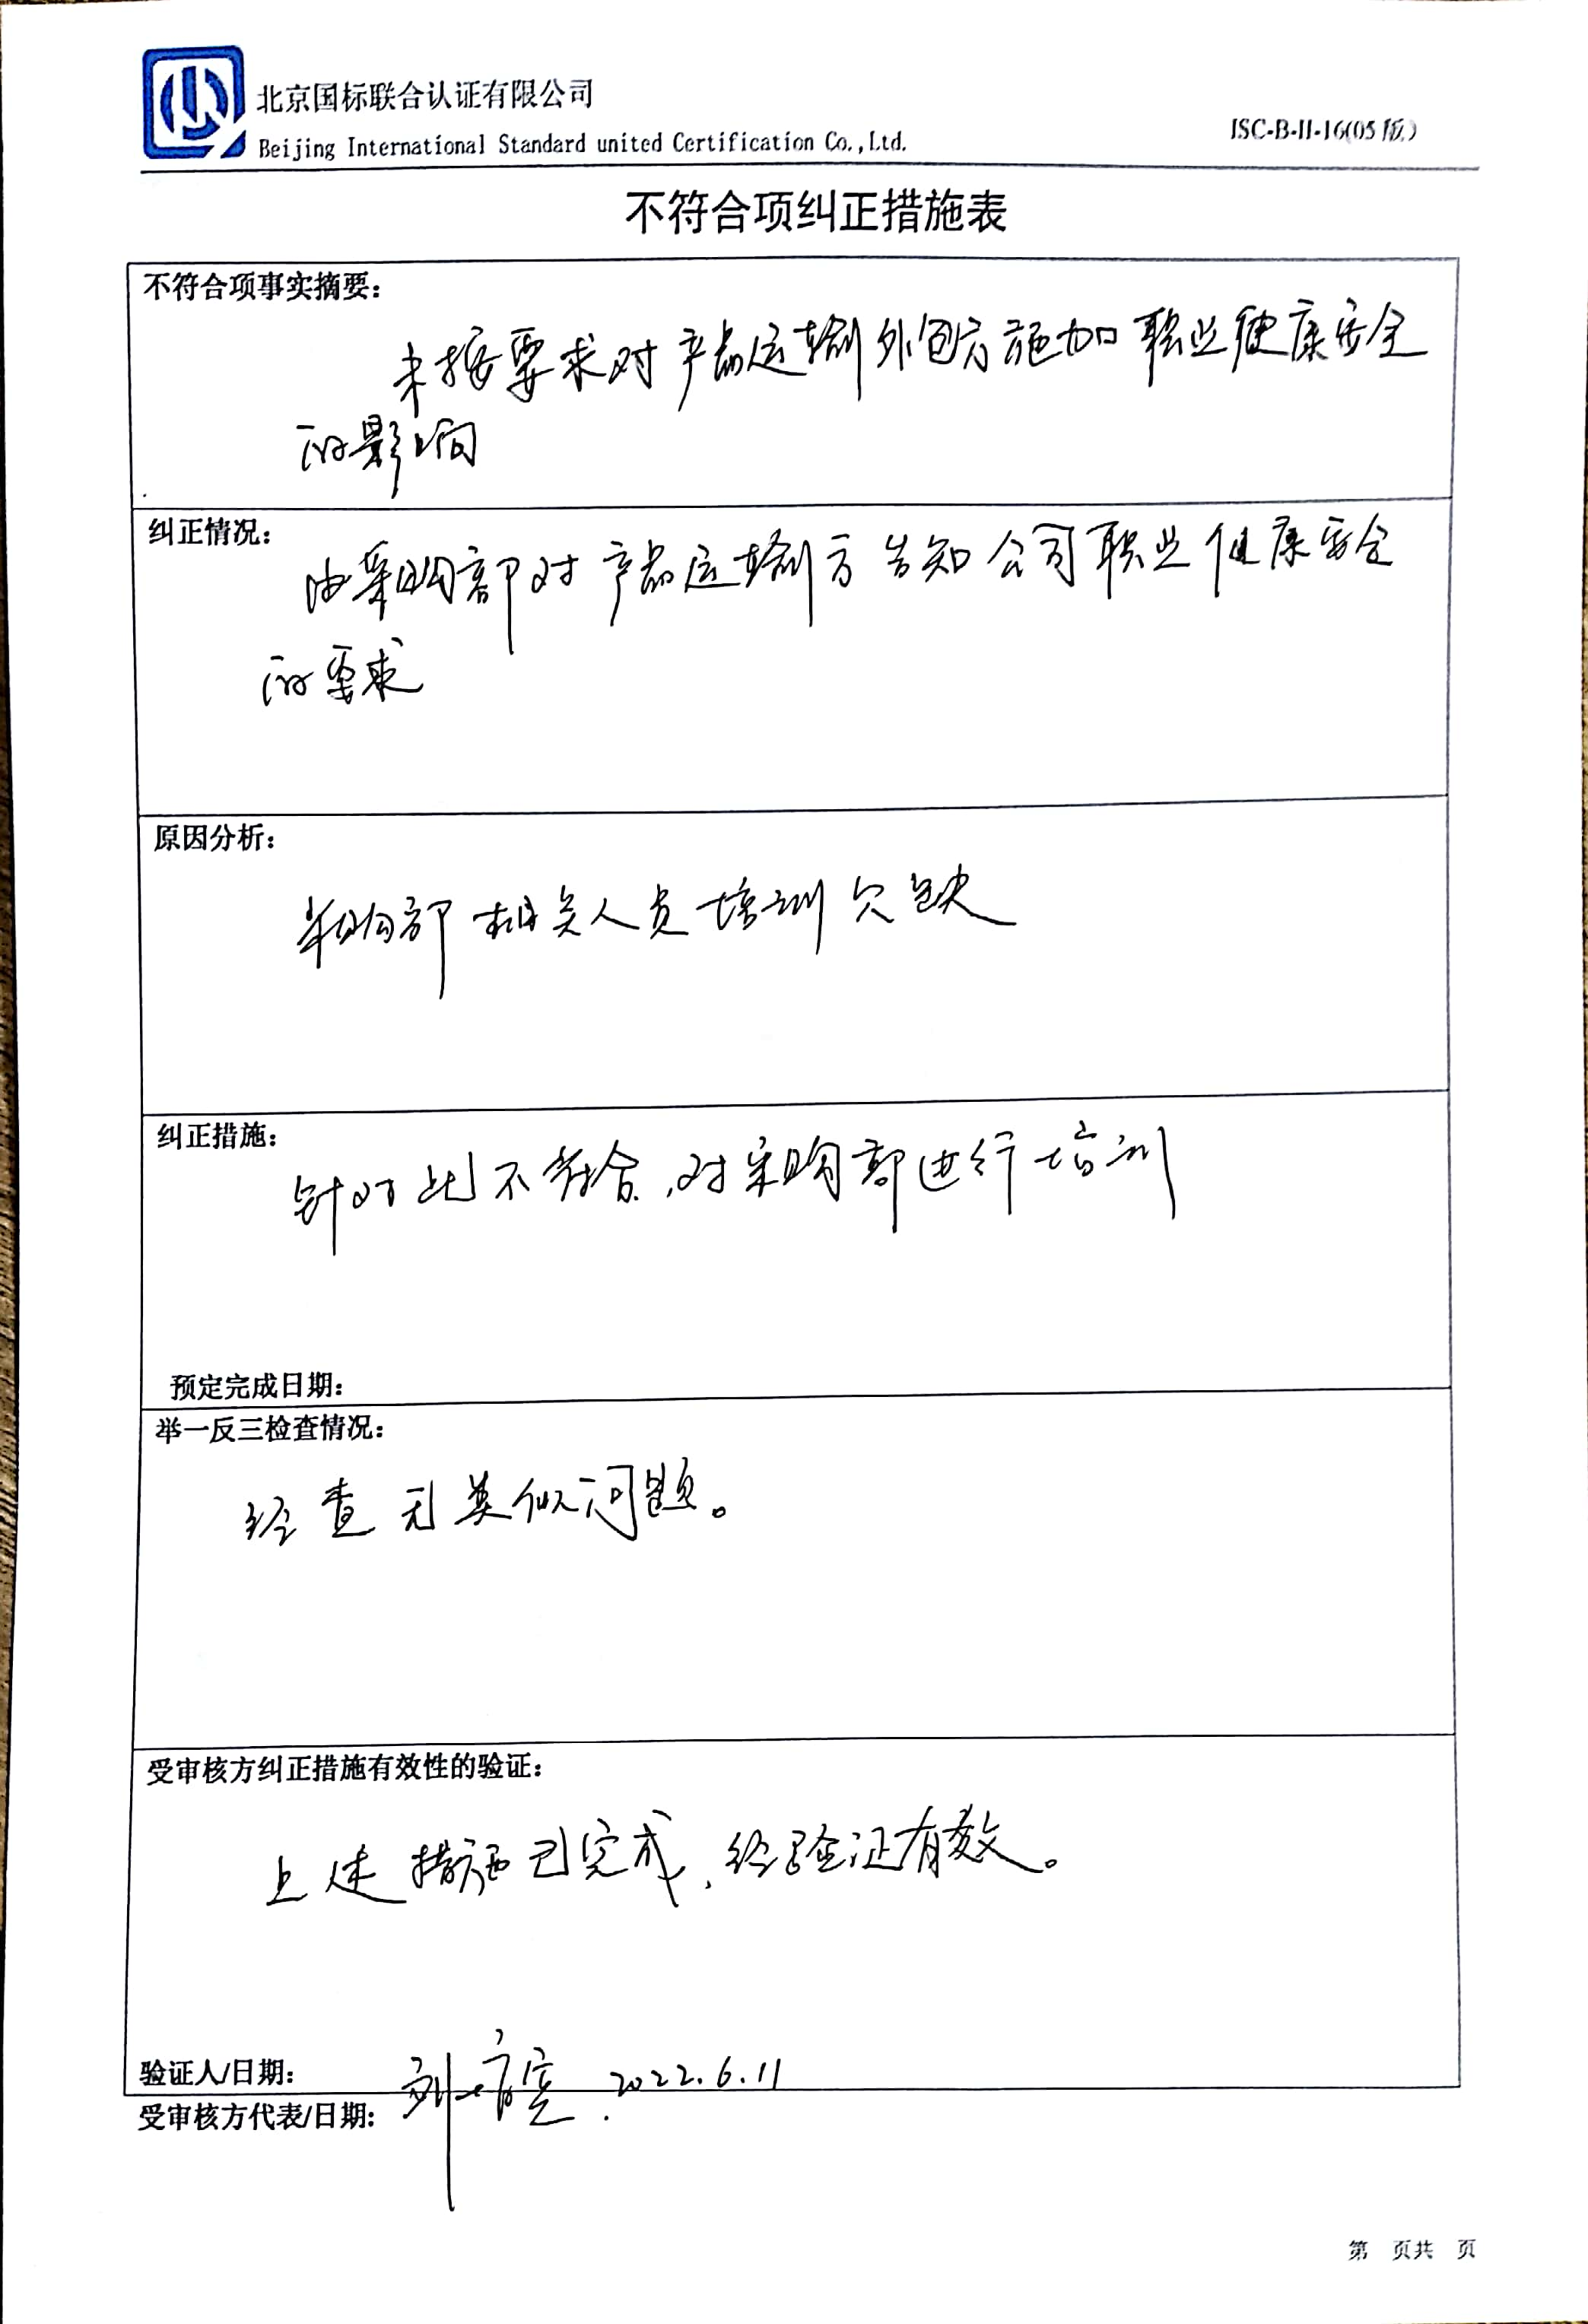 北京国标联合认证有限公司
Beijing International Standard united Certification Co.,Ltd.
ISC-B-II-16(05版)
不符合项纠正措施表
不符合项事实摘要：
未按要求对产品运输外包方施加职业健康安全
的影响
纠正情况：
由采购部对产品运输方告知公司职业健康安全
的要求
原因分析：
采购部相关人员培训欠缺
纠正措施：
针对此不符合，对采购部进行培训
预定完成日期：
举一反三检查情况：
经查无类似问题。
受审核方纠正措施有效性的验证：
上述措施已完成，经验证有效。
验证人/日期：
刘 2022.6.11
受审核方代表/日期：
第 页共 页